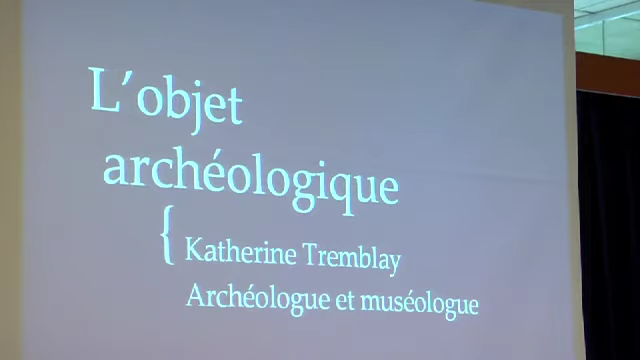 L'objet
archéologique
{ Katherine Tremblay
Archéologue et muséologue